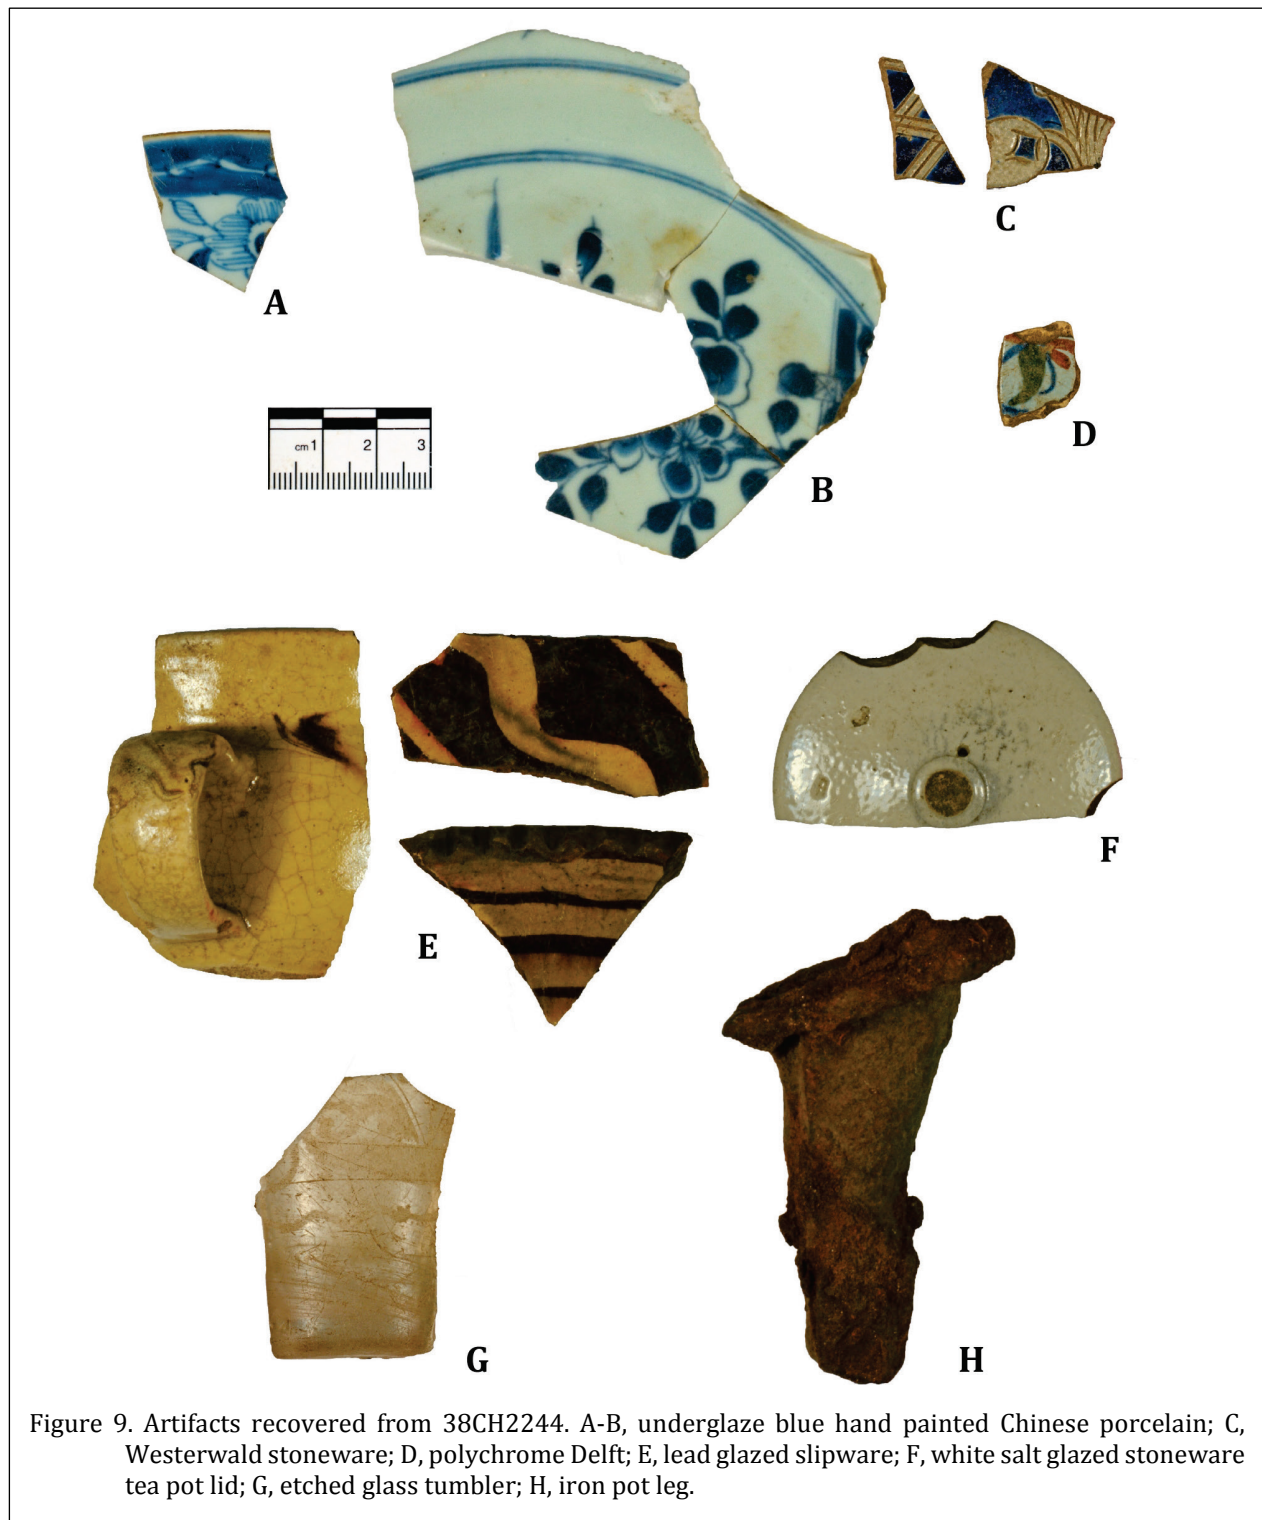 A
B
C
D
cm 1 2 3
E
F
G
H
Figure 9. Artifacts recovered from 38CH2244. A-B, underglaze blue hand painted Chinese porcelain; C,
Westerwald stoneware; D, polychrome Delft; E, lead glazed slipware; F, white salt glazed stoneware
tea pot lid; G, etched glass tumbler; H, iron pot leg.